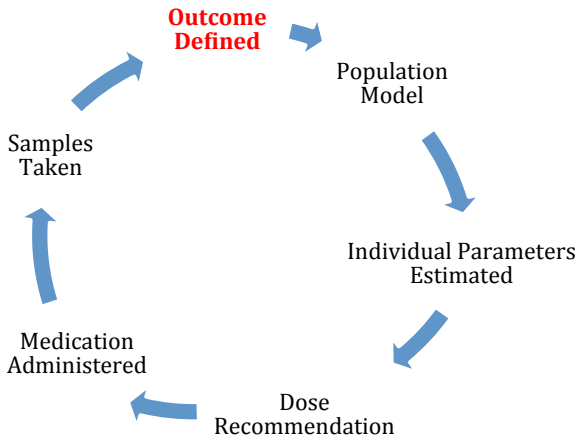 Outcome
Defined
Population
Model
Individual Parameters
Estimated
Dose
Recommendation
Medication
Administered
Samples
Taken